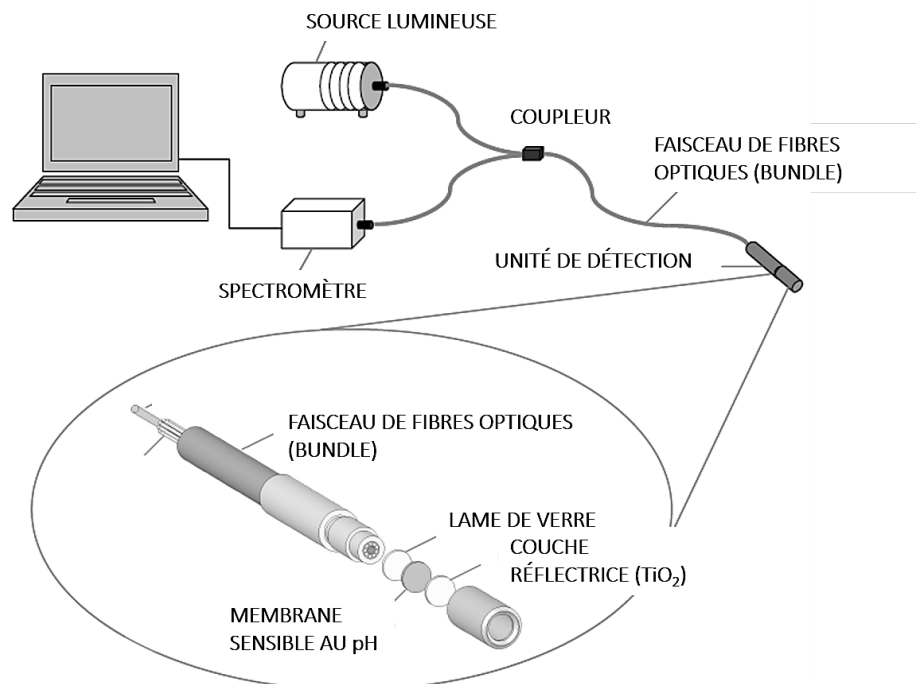 SOURCE LUMINEUSE
COUPLEUR
FAISCEAU DE FIBRES
OPTIQUES (BUNDLE)
UNITÉ DE DÉTECTION
SPECTROMÈTRE
FAISCEAU DE FIBRES OPTIQUES
(BUNDLE)
LAME DE VERRE
COUCHE
RÉFLECTRICE (TiO₂)
MEMBRANE
SENSIBLE AU pH